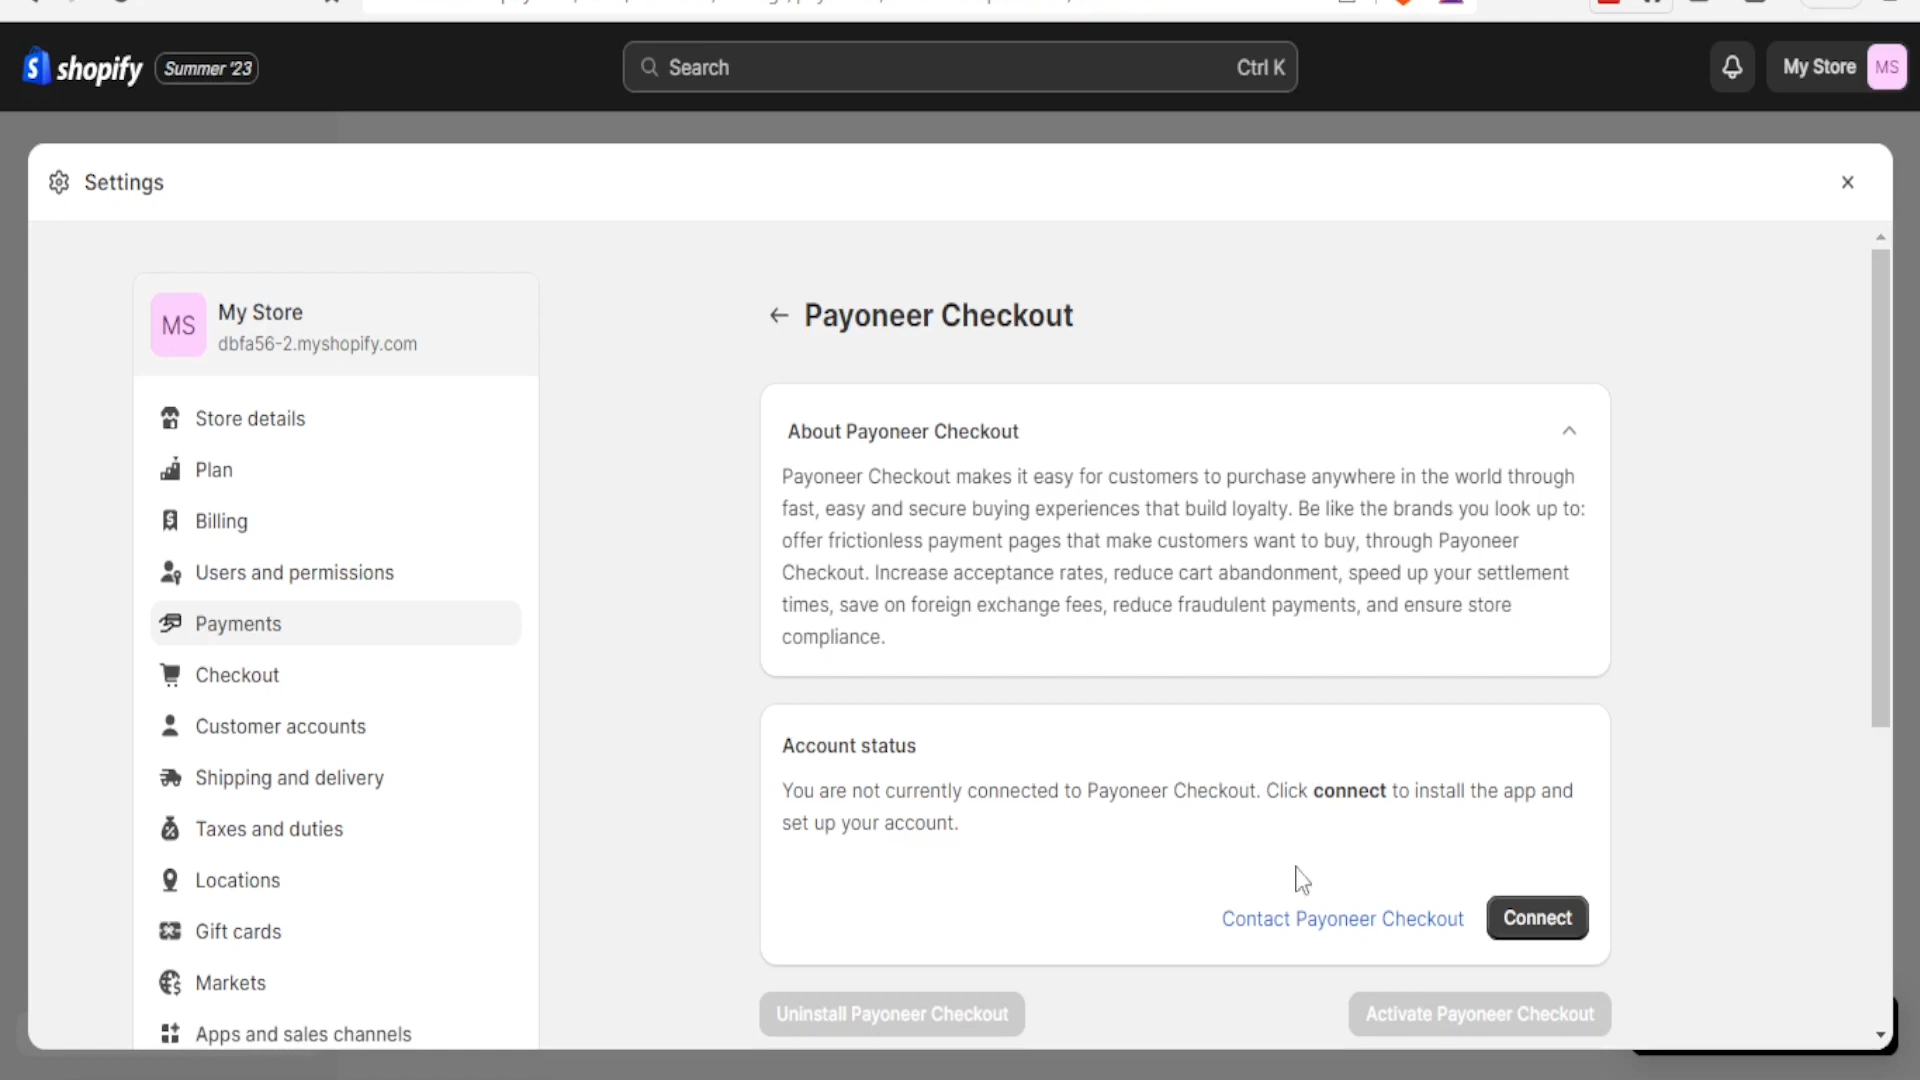 shopify Summer '23
Search Ctrl K
My Store MS
Settings
MS My Store
dbfa56-2.myshopify.com
Store details
Plan
Billing
Users and permissions
Payments
Checkout
Customer accounts
Shipping and delivery
Taxes and duties
Locations
Gift cards
Markets
Apps and sales channels
Payoneer Checkout
About Payoneer Checkout
Payoneer Checkout makes it easy for customers to purchase anywhere in the world through
fast, easy and secure buying experiences that build loyalty. Be like the brands you look up to:
offer frictionless payment pages that make customers want to buy, through Payoneer
Checkout. Increase acceptance rates, reduce cart abandonment, speed up your settlement
times, save on foreign exchange fees, reduce fraudulent payments, and ensure store
compliance.
Account status
You are not currently connected to Payoneer Checkout. Click connect to install the app and
set up your account.
Contact Payoneer Checkout Connect
Uninstall Payoneer Checkout Activate Payoneer Checkout